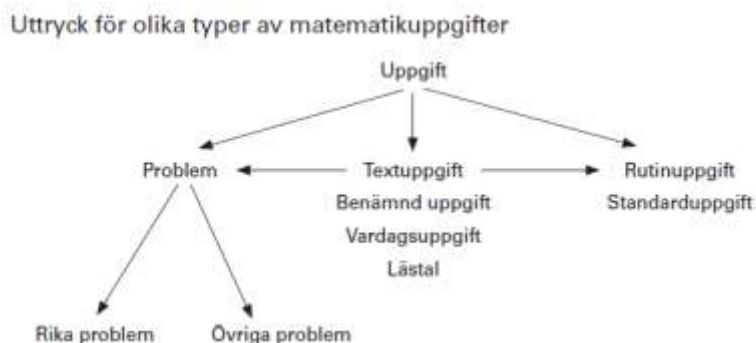 Uttryck för olika typer av matematikuppgifter
Uppgift
Problem Textuppgift Rutinuppgift
Benämnd uppgift Standarduppgift
Vardagsuppgift
Lästal
Rika problem Övriga problem